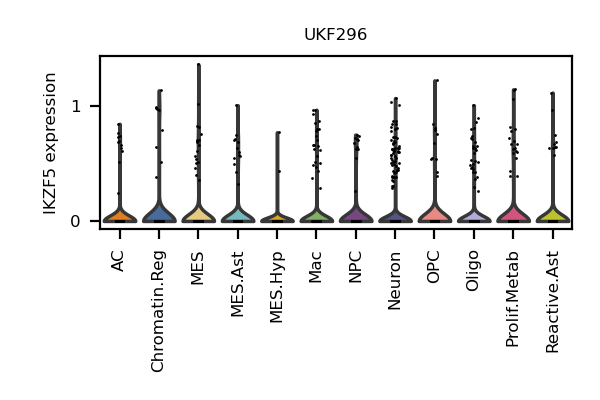 UKF296
IKZF5 expression
1
0
AC
Chromatin.Reg
MES
MES.Ast
MES.Hyp
Mac
NPC
Neuron
OPC
Oligo
Prolif.Metab
Reactive.Ast